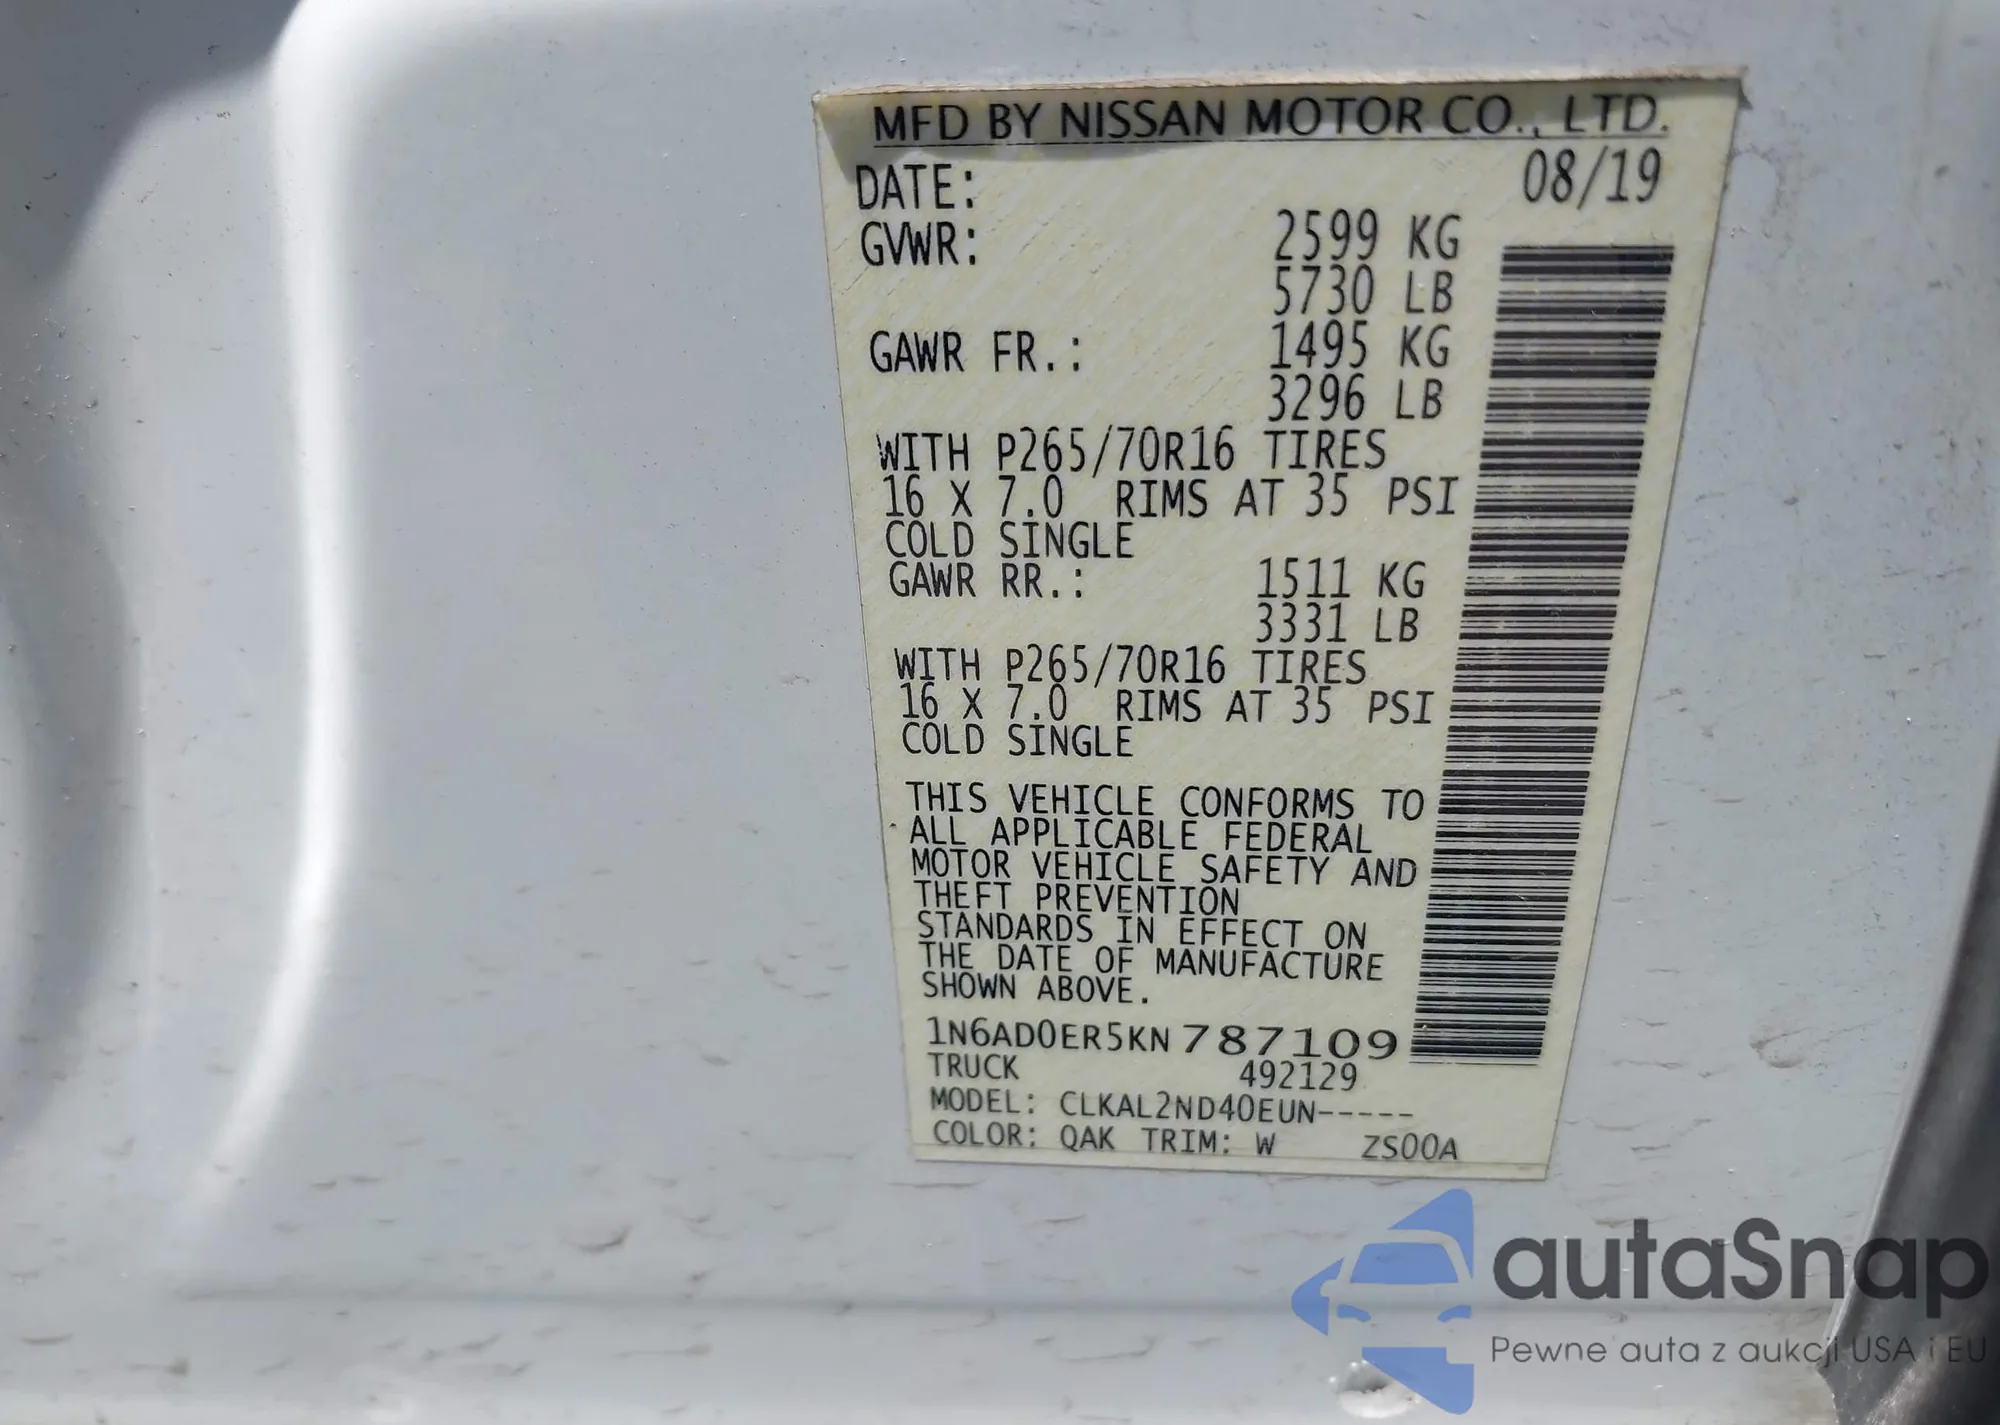 MFD BY NISSAN MOTOR CO., LTD.
DATE: 08/19
GVWR: 2599 KG
5730 LB
GAWR FR.: 1495 KG
3296 LB
WITH P265/70R16 TIRES
16 X 7.0 RIMS AT 35 PSI
COLD SINGLE
GAWR RR.: 1511 KG
3331 LB
WITH P265/70R16 TIRES
16 X 7.0 RIMS AT 35 PSI
COLD SINGLE
THIS VEHICLE CONFORMS TO
ALL APPLICABLE FEDERAL
MOTOR VEHICLE SAFETY AND
THEFT PREVENTION
STANDARDS IN EFFECT ON
THE DATE OF MANUFACTURE
SHOWN ABOVE.
1N6AD0ER5KN787109
TRUCK 492129
MODEL: CLKAL2ND40EUN-----
COLOR: QAK TRIM: W ZS00A
autaSnap
Pewne auta z aukcji USA i EU